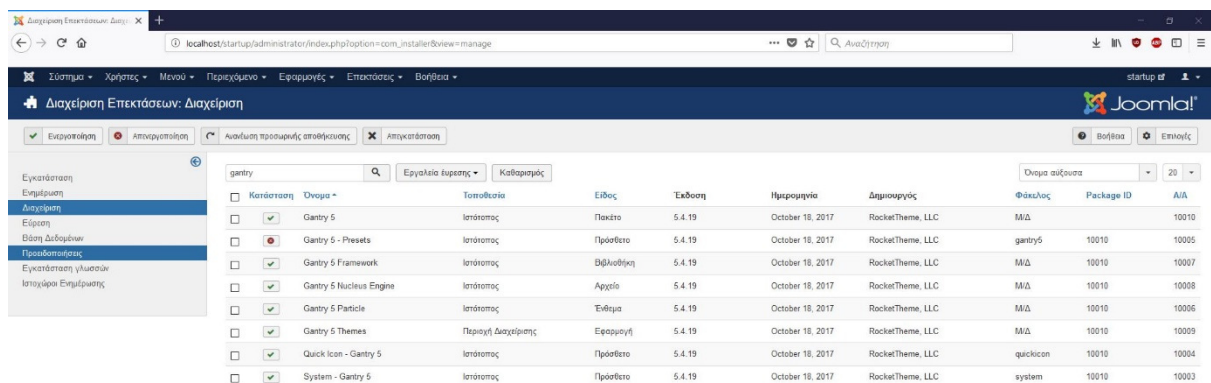 Διαχείριση Επεκτάσεων: Διαχε
localhost/startup/administrator/index.php?option=com_installer&view=manage
Αναζήτηση
Σύστημα Χρήστες Μενού Περιεχόμενο Εφαρμογές Επεκτάσεις Βοήθεια startup
Διαχείριση Επεκτάσεων: Διαχείριση Joomla!
Ενεργοποίηση Απενεργοποίηση Ανανέωση προσωρινής αποθήκευσης Απεγκατάσταση Βοήθεια Επιλογές
Εγκατάσταση
Ενημέρωση
Διαχείριση
Εύρεση
Βάση Δεδομένων
Προειδοποιήσεις
Εγκατάσταση γλωσσών
Ιστοχώροι Ενημέρωσης
gantry Εργαλεία έυρεσης Καθαρισμός Όνομα αύξουσα 20
Κατάσταση Όνομα Τοποθεσία Είδος Έκδοση Ημερομηνία Δημιουργός Φάκελος Package ID Α/Α
Gantry 5 Ιστότοπος Πακέτο 5.4.19 October 18, 2017 RocketTheme, LLC Μ/Δ 10010
Gantry 5 - Presets Ιστότοπος Πρόσθετο 5.4.19 October 18, 2017 RocketTheme, LLC gantry5 10010 10005
Gantry 5 Framework Ιστότοπος Βιβλιοθήκη 5.4.19 October 18, 2017 RocketTheme, LLC Μ/Δ 10010 10007
Gantry 5 Nucleus Engine Ιστότοπος Αρχείο 5.4.19 October 18, 2017 RocketTheme, LLC Μ/Δ 10010 10008
Gantry 5 Particle Ιστότοπος Ένθεμα 5.4.19 October 18, 2017 RocketTheme, LLC Μ/Δ 10010 10006
Gantry 5 Themes Περιοχή Διαχείρισης Εφαρμογή 5.4.19 October 18, 2017 RocketTheme, LLC Μ/Δ 10010 10009
Quick Icon - Gantry 5 Ιστότοπος Πρόσθετο 5.4.19 October 18, 2017 RocketTheme, LLC quickicon 10010 10004
System - Gantry 5 Ιστότοπος Πρόσθετο 5.4.19 October 18, 2017 RocketTheme, LLC system 10010 10003